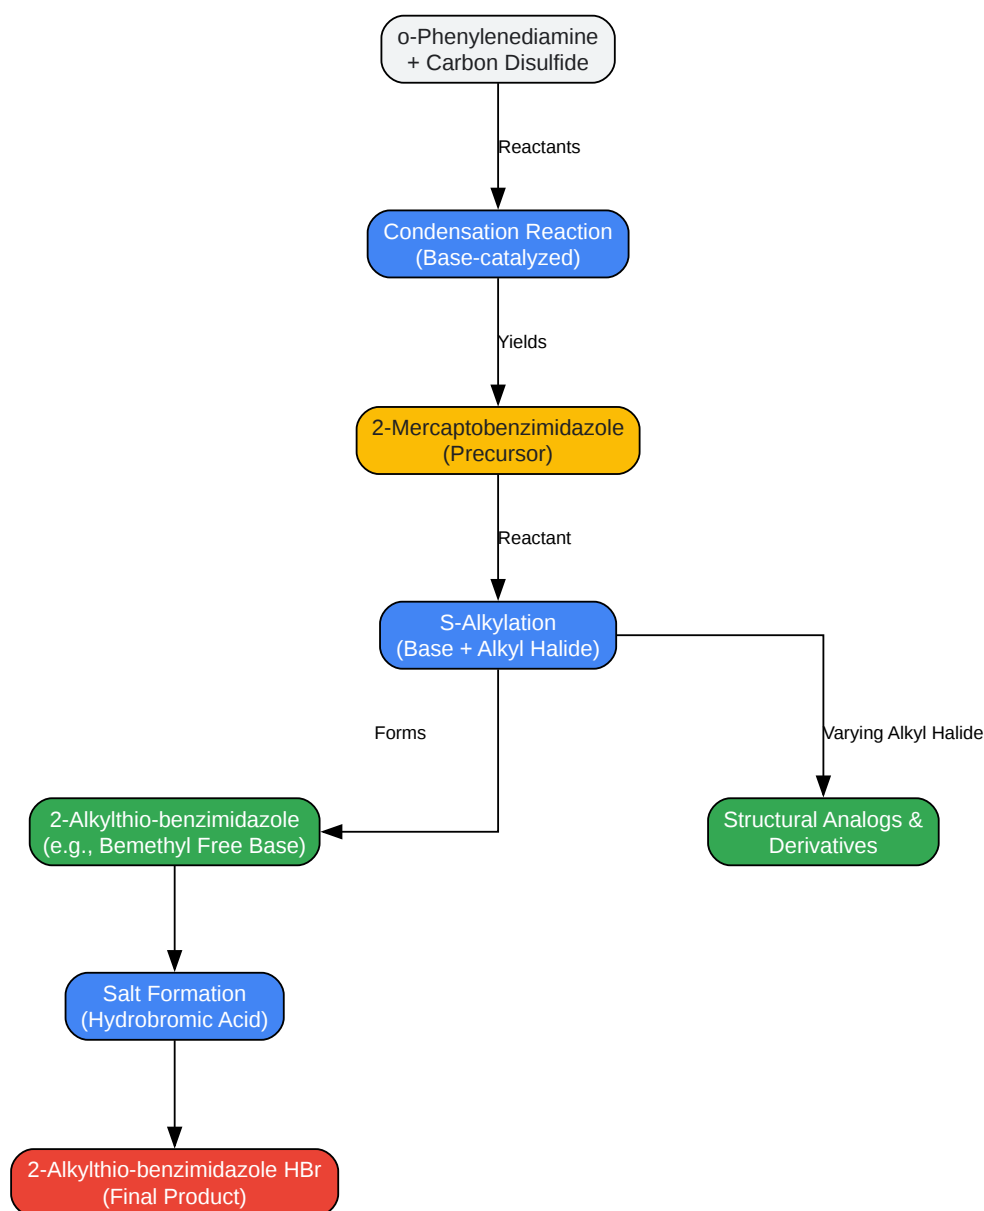 o-Phenylenediamine
+ Carbon Disulfide
Reactants
Condensation Reaction
(Base-catalyzed)
Yields
2-Mercaptobenzimidazole
(Precursor)
Reactant
S-Alkylation
(Base + Alkyl Halide)
Forms
Varying Alkyl Halide
2-Alkylthio-benzimidazole
(e.g., Bemethyl Free Base)
Structural Analogs &
Derivatives
Salt Formation
(Hydrobromic Acid)
2-Alkylthio-benzimidazole HBr
(Final Product)